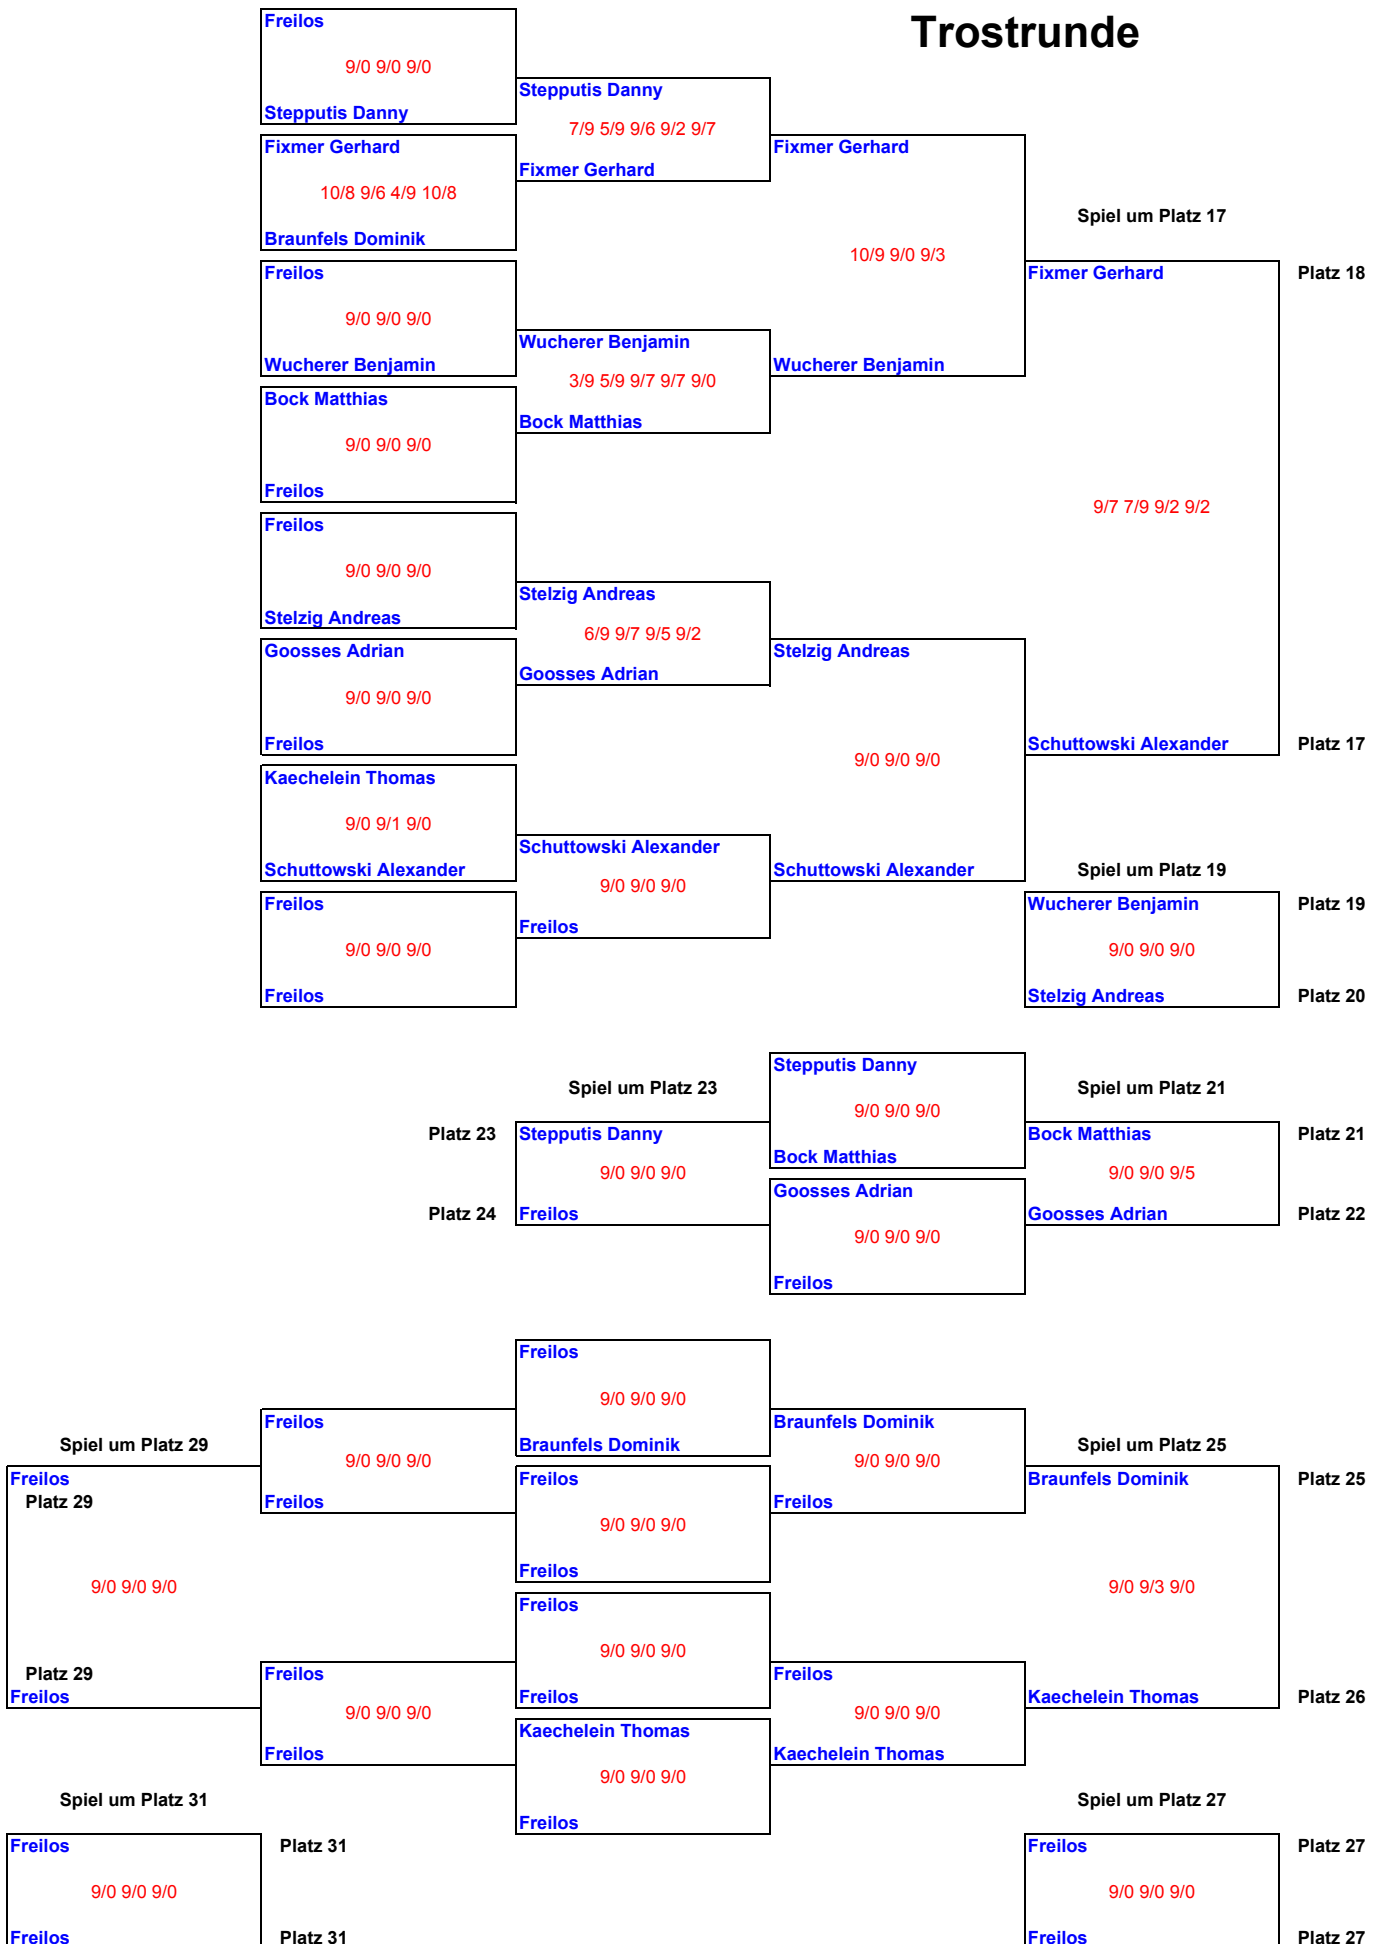 Trostrunde
Freilos
9/0 9/0 9/0
Stepputis Danny
Stepputis Danny
7/9 5/9 9/6 9/2 9/7
Fixmer Gerhard
Fixmer Gerhard
Fixmer Gerhard
10/8 9/6 4/9 10/8
Spiel um Platz 17
Braunfels Dominik
10/9 9/0 9/3
Freilos
Fixmer Gerhard
Platz 18
9/0 9/0 9/0
Wucherer Benjamin
Wucherer Benjamin
Wucherer Benjamin
3/9 5/9 9/7 9/7 9/0
Bock Matthias
Bock Matthias
9/0 9/0 9/0
Freilos
9/7 7/9 9/2 9/2
Freilos
9/0 9/0 9/0
Stelzig Andreas
Stelzig Andreas
6/9 9/7 9/5 9/2
Goosses Adrian
Stelzig Andreas
Goosses Adrian
9/0 9/0 9/0
Freilos
Schuttowski Alexander
Platz 17
9/0 9/0 9/0
Kaechelein Thomas
9/0 9/1 9/0
Schuttowski Alexander
Schuttowski Alexander
Schuttowski Alexander
Spiel um Platz 19
9/0 9/0 9/0
Freilos
Wucherer Benjamin
Platz 19
Freilos
9/0 9/0 9/0
9/0 9/0 9/0
Freilos
Stelzig Andreas
Platz 20
Stepputis Danny
Spiel um Platz 23
Spiel um Platz 21
9/0 9/0 9/0
Platz 23
Stepputis Danny
Bock Matthias
Platz 21
Bock Matthias
9/0 9/0 9/0
9/0 9/0 9/5
Goosses Adrian
Platz 24
Freilos
Goosses Adrian
Platz 22
9/0 9/0 9/0
Freilos
Freilos
9/0 9/0 9/0
Freilos
Braunfels Dominik
Spiel um Platz 29
Braunfels Dominik
Spiel um Platz 25
9/0 9/0 9/0
9/0 9/0 9/0
Freilos
Freilos
Braunfels Dominik
Platz 25
Platz 29
Freilos
Freilos
9/0 9/0 9/0
Freilos
9/0 9/0 9/0
9/0 9/3 9/0
Freilos
9/0 9/0 9/0
Platz 29
Freilos
Freilos
Freilos
Freilos
Kaechelein Thomas
Platz 26
9/0 9/0 9/0
9/0 9/0 9/0
Kaechelein Thomas
Freilos
Kaechelein Thomas
9/0 9/0 9/0
Spiel um Platz 31
Spiel um Platz 27
Freilos
Freilos
Platz 31
Freilos
Platz 27
9/0 9/0 9/0
9/0 9/0 9/0
Freilos
Platz 31
Freilos
Platz 27